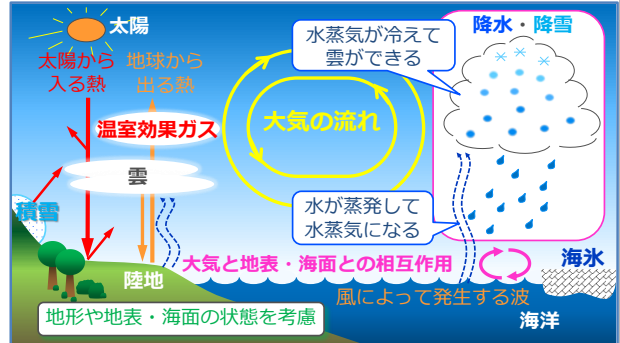 太陽
太陽から
入る熱
地球から
出る熱
温室効果ガス
雲
積雪
陸地
地形や地表・海面の状態を考慮
大気の流れ
水蒸気が冷えて
雲ができる
降水・降雪
水が蒸発して
水蒸気になる
大気と地表・海面との相互作用
風によって発生する波
海氷
海洋